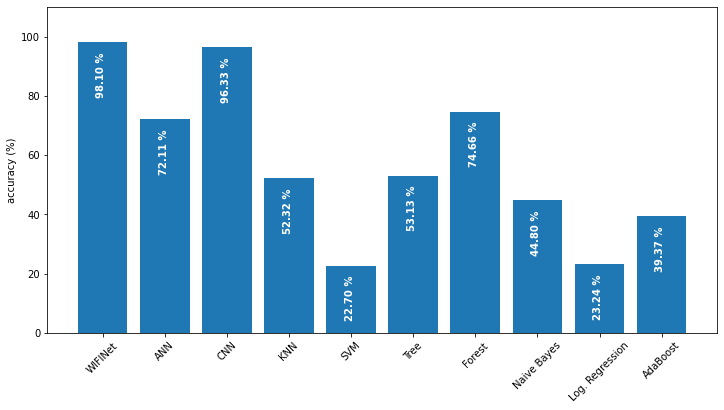 accuracy (%)
100
80
60
40
20
0
98.10 %
72.11 %
96.33 %
52.32 %
22.70 %
53.13 %
74.66 %
44.80 %
23.24 %
39.37 %
WIFINet
ANN
CNN
KNN
SVM
Tree
Forest
Naive Bayes
Log. Regression
AdaBoost